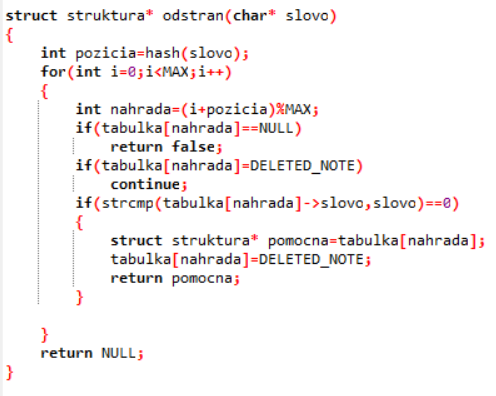 struct struktura* odstran(char* slovo)
{
int pozicia=hash(slovo);
for(int i=0;i<MAX;i++)
{
int nahrada=(i+pozicia)%MAX;
if(tabulka[nahrada]==NULL)
return false;
if(tabulka[nahrada]=DELETED_NOTE)
continue;
if(strcmp(tabulka[nahrada]->slovo,slovo)==0)
{
struct struktura* pomocna=tabulka[nahrada];
tabulka[nahrada]=DELETED_NOTE;
return pomocna;
}
}
return NULL;
}